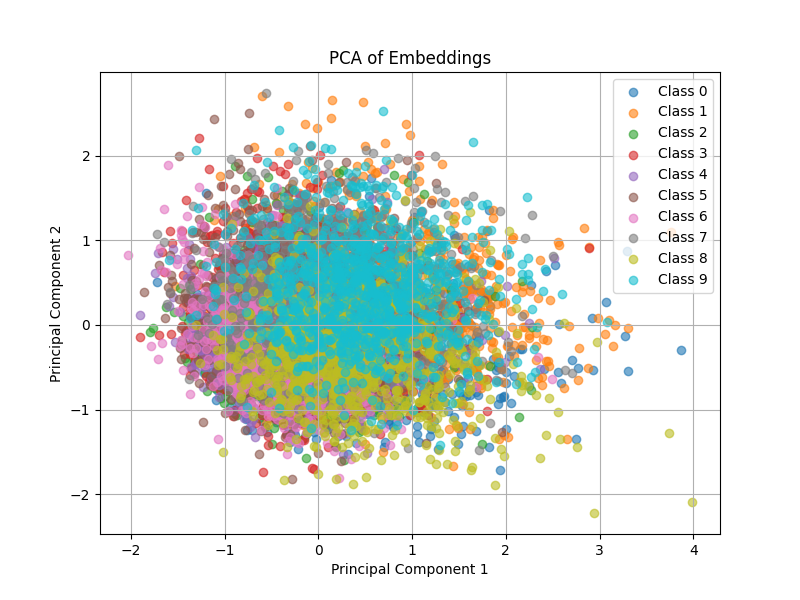 PCA of Embeddings
Class 0
Class 1
Class 2
Class 3
Class 4
Class 5
Class 6
Class 7
Class 8
Class 9
Principal Component 2
2
1
0
−1
−2
−2
−1
0
1
2
3
4
Principal Component 1